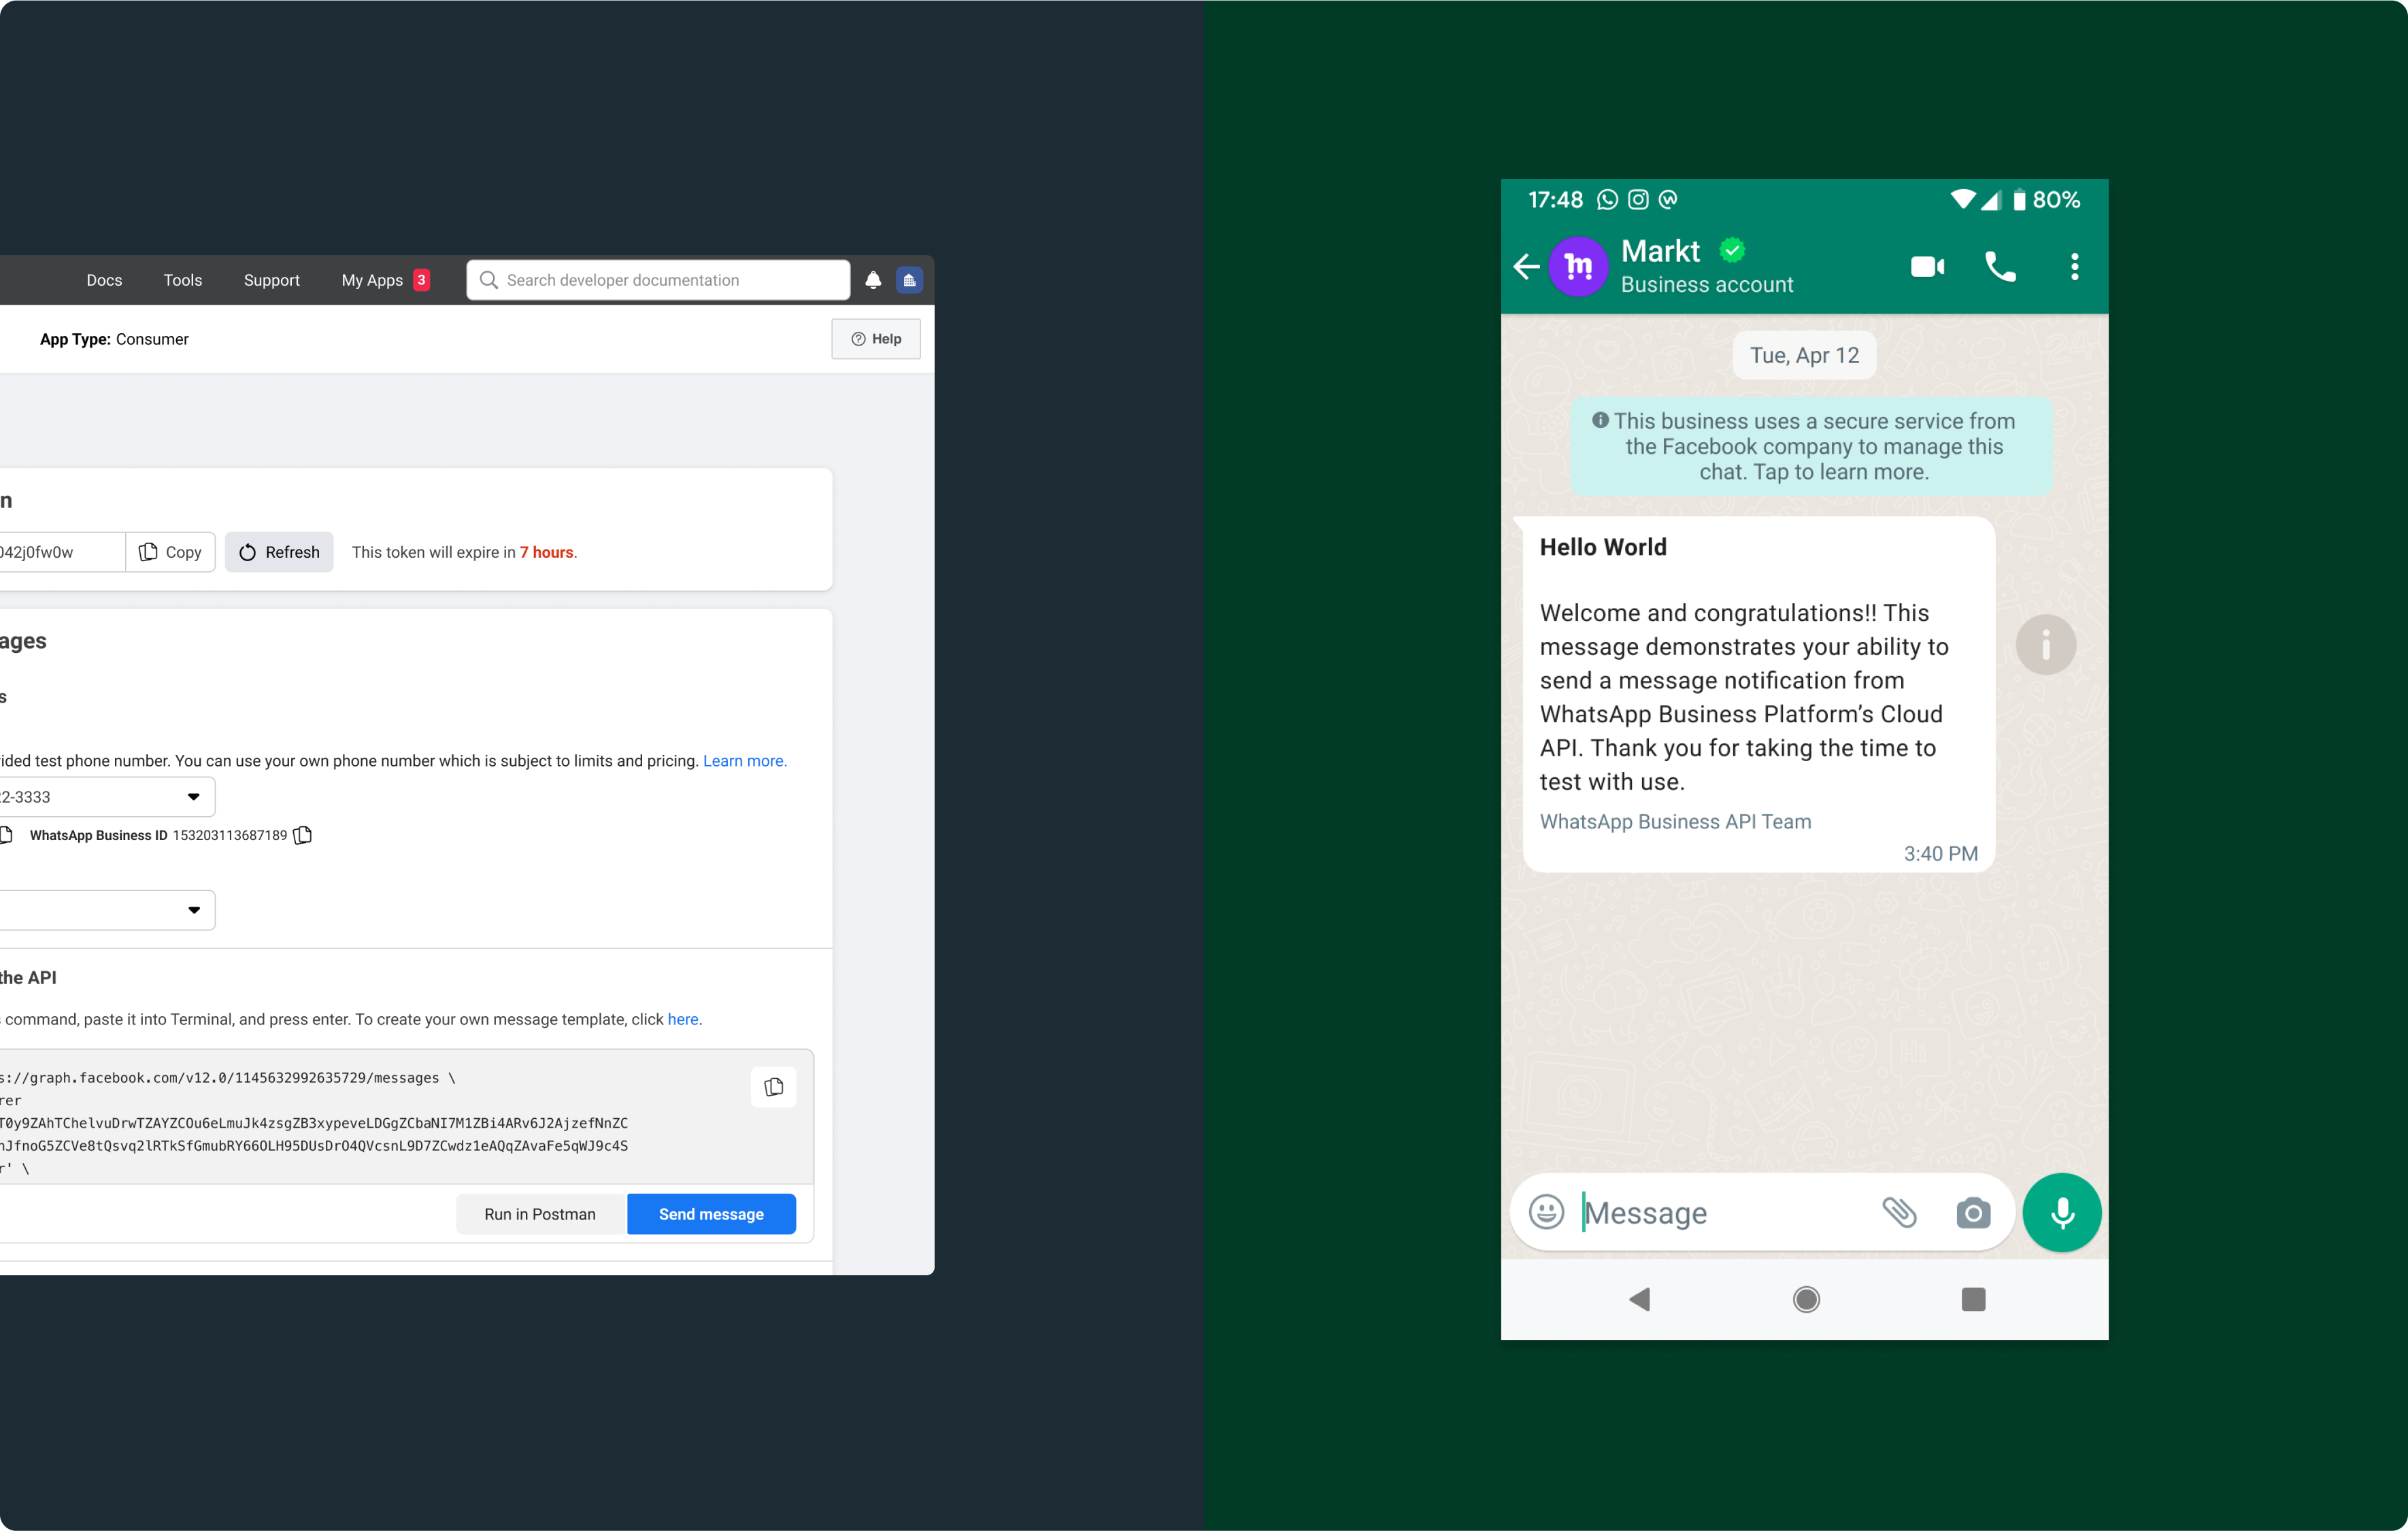 Docs Tools Support My Apps 3 Search developer documentation
App Type: Consumer Help
n
042j0fw0w Copy Refresh This token will expire in 7 hours.
ages
s
ided test phone number. You can use your own phone number which is subject to limits and pricing. Learn more.
2-3333
WhatsApp Business ID 153203113687189
the API
command, paste it into Terminal, and press enter. To create your own message template, click here.
s://graph.facebook.com/v12.0/1145632992635729/messages \
rer
T0y9ZAhTChelvuDrwTZAYZCOu6eLmuJk4zsgZB3xypeveLDGgZCbaNI7M1ZBi4ARv6J2AjzefNnZC
nJfnoG5ZCVe8tQsvq2lRTkSfGmubRY66OLH95DUsDrO4QVcsnL9D7ZCwdz1eAQqZAvaFe5qWJ9c4S
r' \
Run in Postman Send message
17:48 80%
Markt
Business account
Tue, Apr 12
This business uses a secure service from
the Facebook company to manage this
chat. Tap to learn more.
Hello World
Welcome and congratulations!! This
message demonstrates your ability to
send a message notification from
WhatsApp Business Platform’s Cloud
API. Thank you for taking the time to
test with use.
WhatsApp Business API Team
3:40 PM
Message